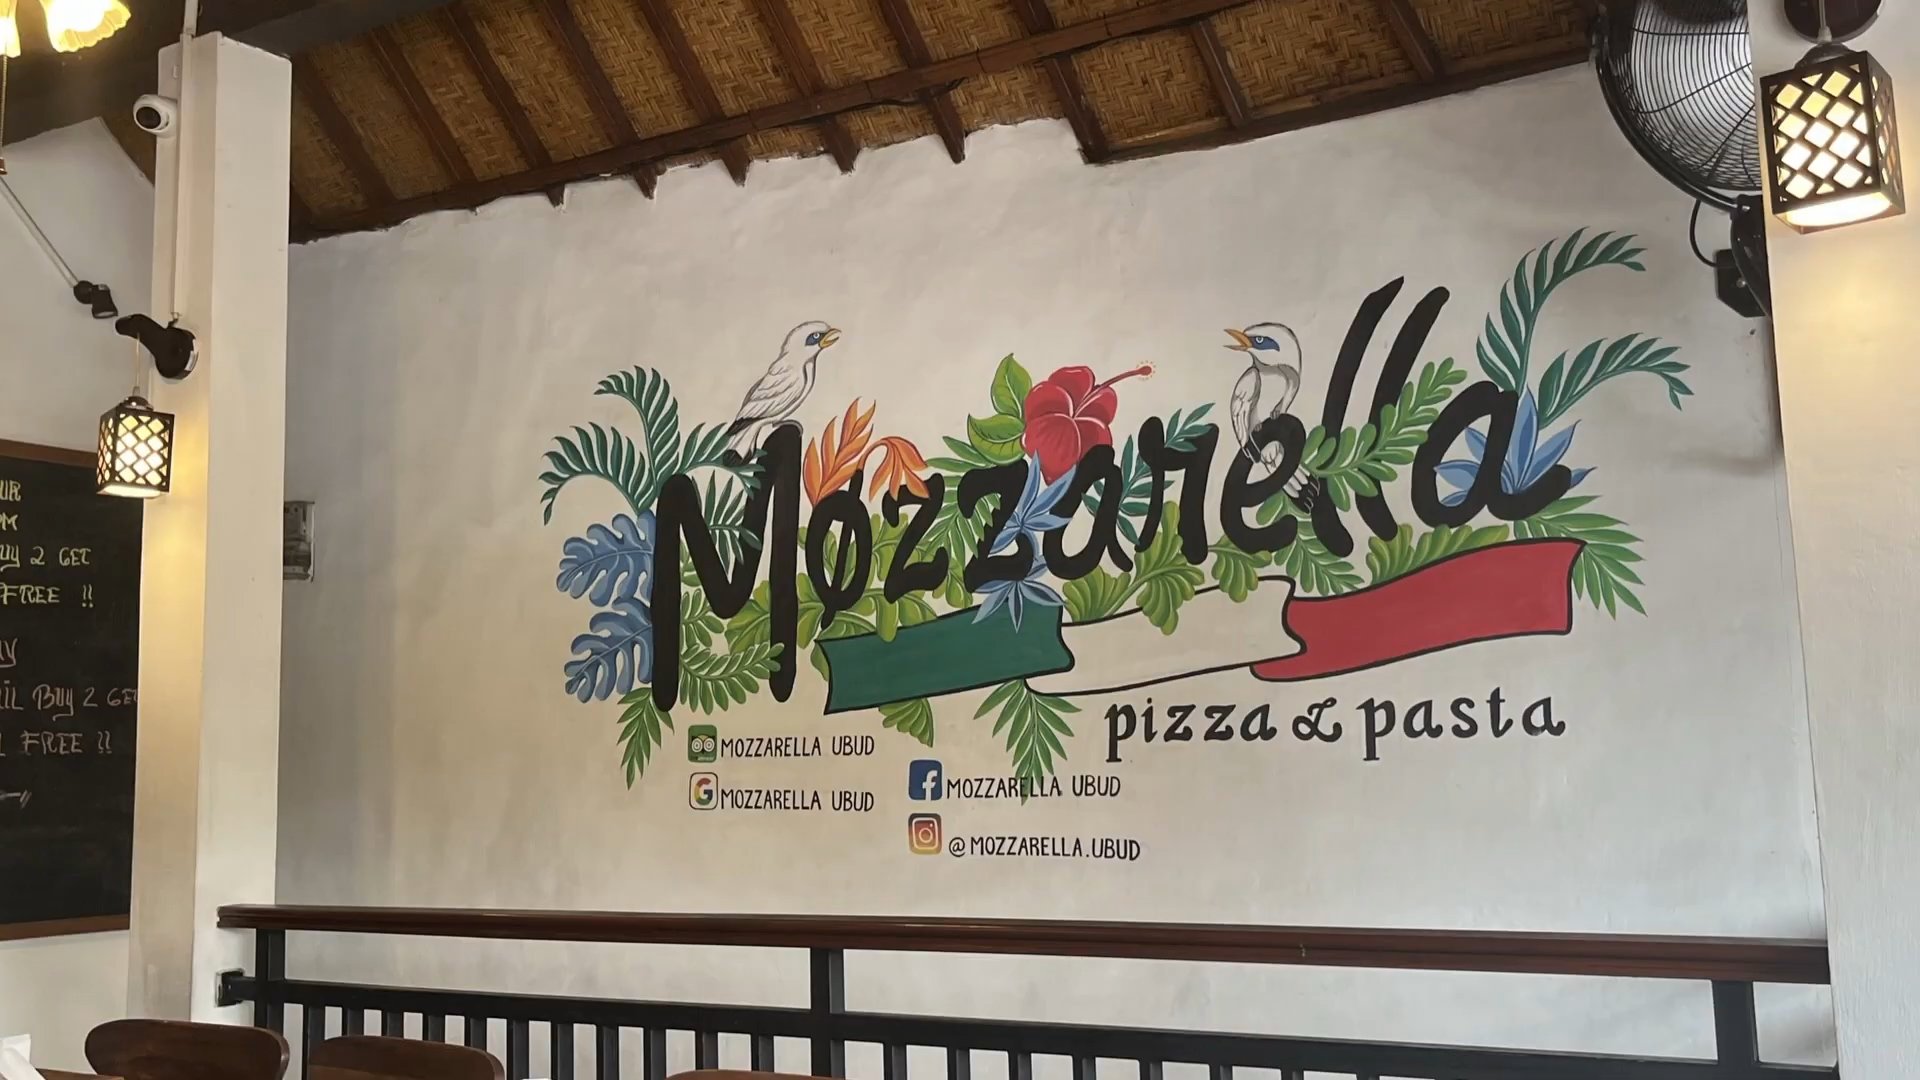 Mozzarella
pizza & pasta
MOZZARELLA UBUD
MOZZARELLA UBUD
MOZZARELLA UBUD
@MOZZARELLA.UBUD
BUY 2 GET
FREE !!
BUY 2 GET
FREE !!